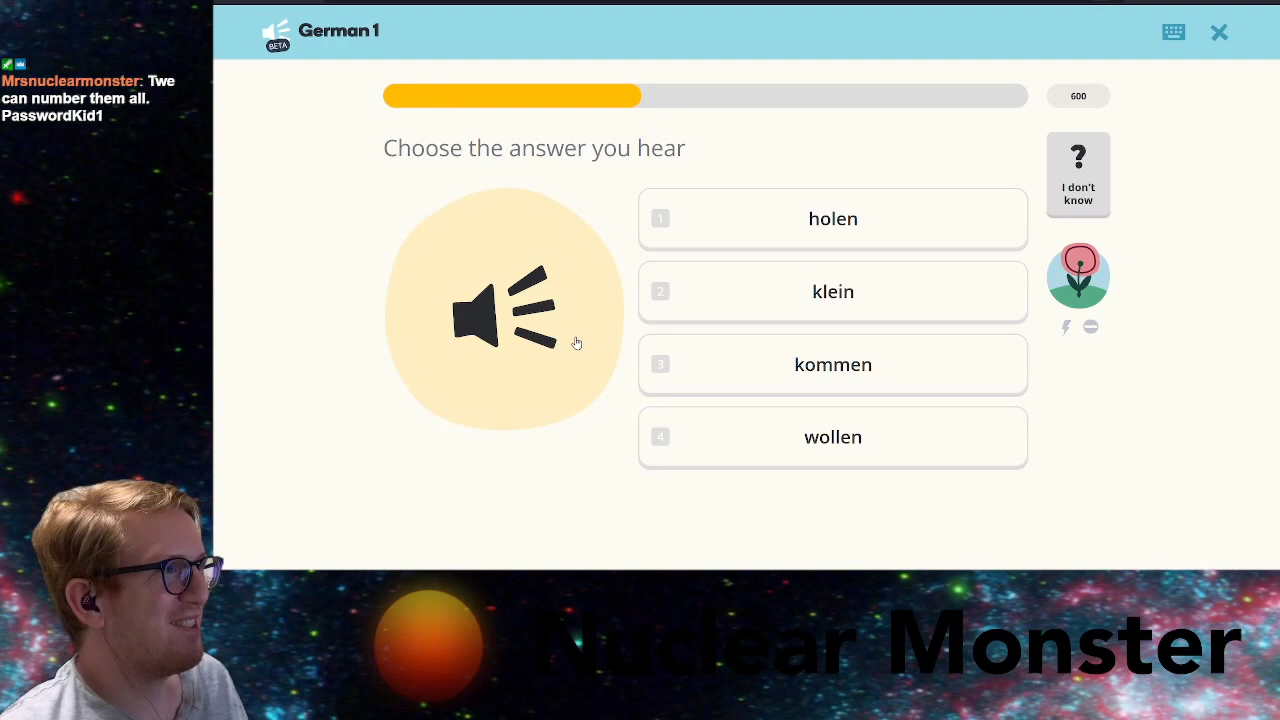 BETA
German 1
Mrsnuclearmonster: Twe
can number them all.
PasswordKid1
600
Choose the answer you hear
?
I don't
know
1 holen
2 klein
3 kommen
4 wollen
Nuclear Monster